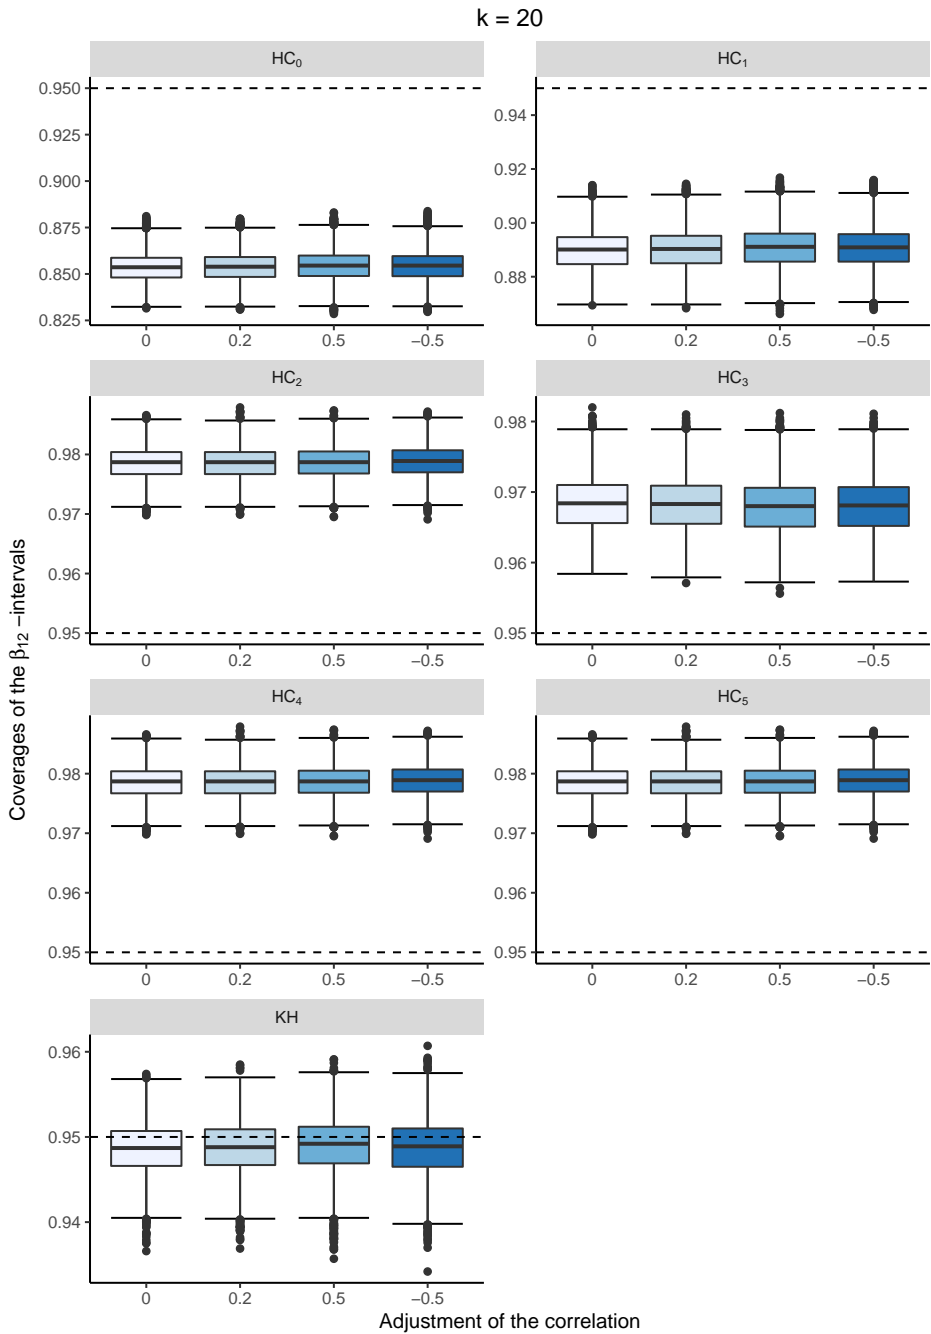 k = 20
HC₀
HC₁
0.950
0.925
0.900
0.875
0.850
0.825
0.94
0.92
0.90
0.88
0 0.2 0.5 −0.5
0 0.2 0.5 −0.5
HC₂
HC₃
0.98
0.97
0.96
0.95
0.98
0.97
0.96
0.95
0 0.2 0.5 −0.5
0 0.2 0.5 −0.5
HC₄
HC₅
0.98
0.97
0.96
0.95
0.98
0.97
0.96
0.95
0 0.2 0.5 −0.5
0 0.2 0.5 −0.5
KH
0.96
0.95
0.94
0 0.2 0.5 −0.5
Coverages of the β₁₂ −intervals
Adjustment of the correlation